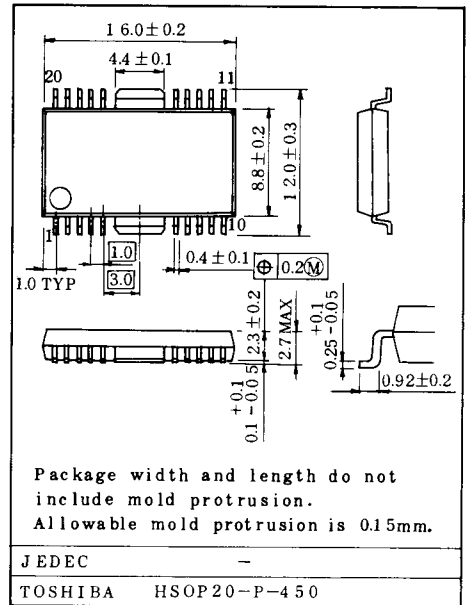 16.0±0.2
4.4±0.1
20 11
8.8±0.2
12.0±0.3
1 10
1.0 TYP
1.0
3.0
0.4±0.1
⌖ 0.2Ⓜ
2.3±0.2
2.7 MAX
+0.1
0.1 -0.05
+0.1
0.25 -0.05
0.92±0.2
Package width and length do not
include mold protrusion.
Allowable mold protrusion is 0.15mm.
JEDEC —
TOSHIBA HSOP20-P-450